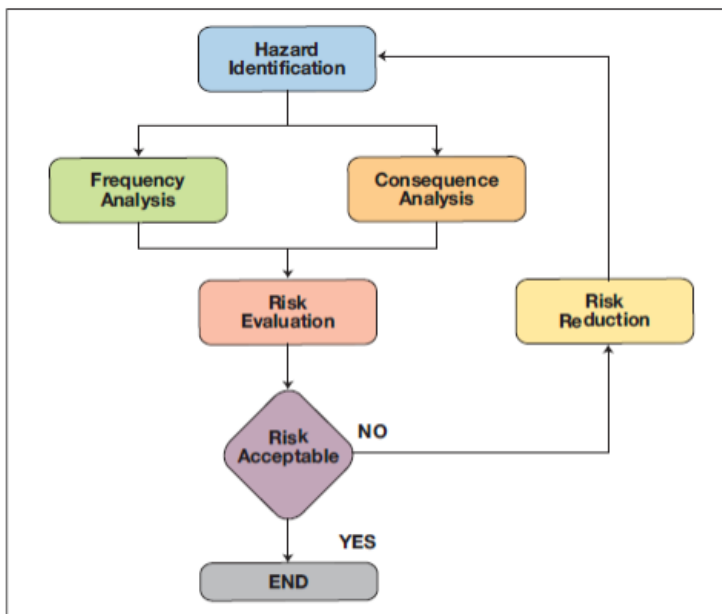 Hazard
Identification
Frequency
Analysis
Consequence
Analysis
Risk
Evaluation
Risk
Reduction
Risk
Acceptable
NO
YES
END